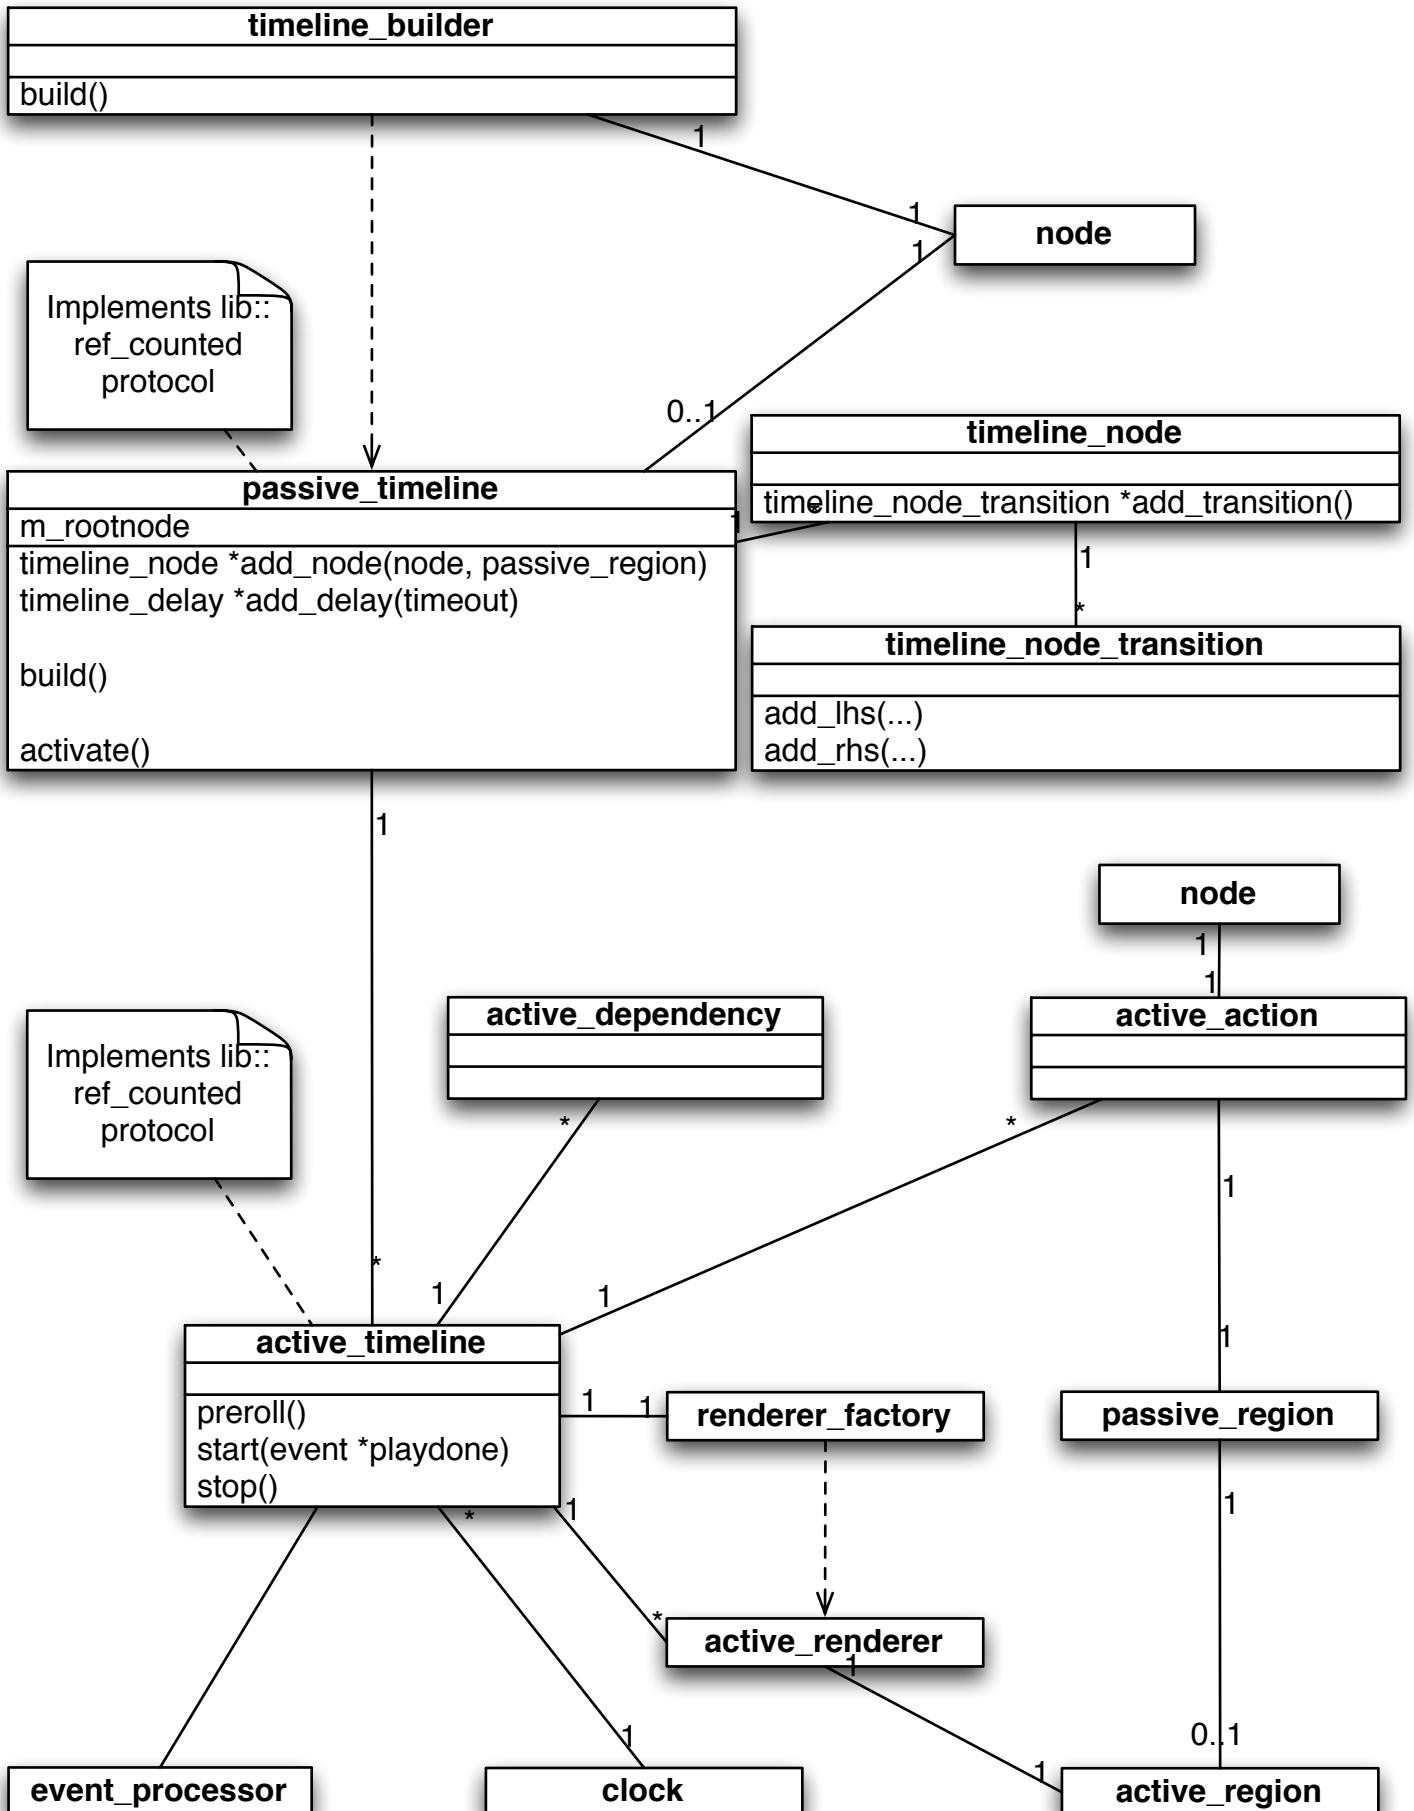 timeline_builder
build()
1
1
node
1
Implements lib::
ref_counted
protocol
0..1
timeline_node
timeline_node_transition *add_transition()
passive_timeline
m_rootnode
timeline_node *add_node(node, passive_region)
timeline_delay *add_delay(timeout)
build()
activate()
1
*
1
*
timeline_node_transition
add_lhs(...)
add_rhs(...)
1
node
1
1
active_dependency
active_action
Implements lib::
ref_counted
protocol
*
*
1
*
1
1
1
active_timeline
preroll()
start(event *playdone)
stop()
1
1
renderer_factory
passive_region
*
1
1
*
active_renderer
1
1
0..1
1
event_processor
clock
active_region